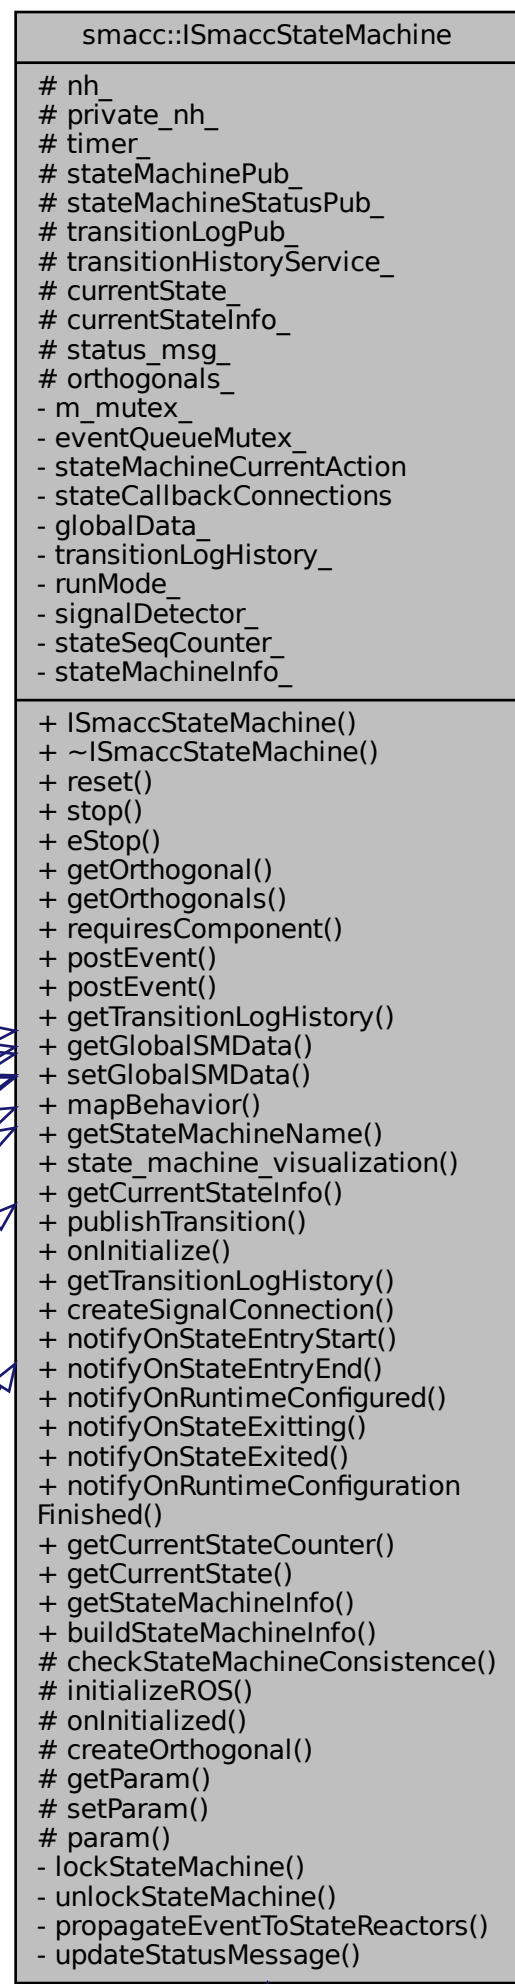 smacc::ISmaccStateMachine
# nh_
# private_nh_
# timer_
# stateMachinePub_
# stateMachineStatusPub_
# transitionLogPub_
# transitionHistoryService_
# currentState_
# currentStateInfo_
# status_msg_
# orthogonals_
- m_mutex_
- eventQueueMutex_
- stateMachineCurrentAction
- stateCallbackConnections
- globalData_
- transitionLogHistory_
- runMode_
- signalDetector_
- stateSeqCounter_
- stateMachineInfo_
+ ISmaccStateMachine()
+ ~ISmaccStateMachine()
+ reset()
+ stop()
+ eStop()
+ getOrthogonal()
+ getOrthogonals()
+ requiresComponent()
+ postEvent()
+ postEvent()
+ getTransitionLogHistory()
+ getGlobalSMData()
+ setGlobalSMData()
+ mapBehavior()
+ getStateMachineName()
+ state_machine_visualization()
+ getCurrentStateInfo()
+ publishTransition()
+ onInitialize()
+ getTransitionLogHistory()
+ createSignalConnection()
+ notifyOnStateEntryStart()
+ notifyOnStateEntryEnd()
+ notifyOnRuntimeConfigured()
+ notifyOnStateExitting()
+ notifyOnStateExited()
+ notifyOnRuntimeConfiguration
Finished()
+ getCurrentStateCounter()
+ getCurrentState()
+ getStateMachineInfo()
+ buildStateMachineInfo()
# checkStateMachineConsistence()
# initializeROS()
# onInitialized()
# createOrthogonal()
# getParam()
# setParam()
# param()
- lockStateMachine()
- unlockStateMachine()
- propagateEventToStateReactors()
- updateStatusMessage()